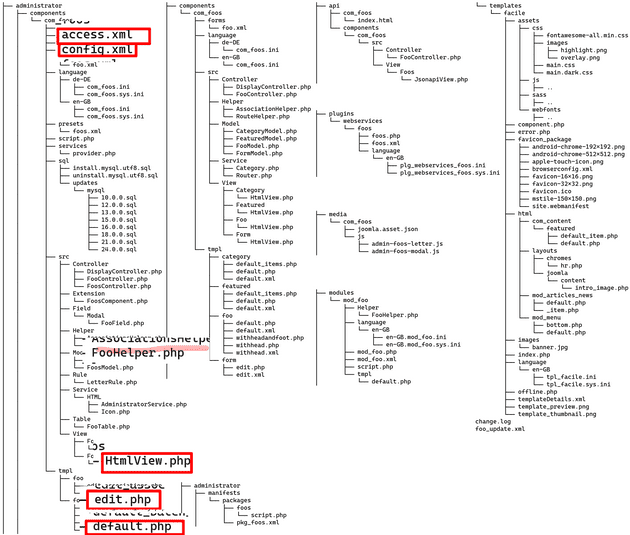 administrator
components
com_foos
access.xml
config.xml
foo.xml
language
de-DE
com_foos.ini
com_foos.sys.ini
en-GB
com_foos.ini
com_foos.sys.ini
presets
foos.xml
script.php
services
provider.php
sql
install.mysql.utf8.sql
uninstall.mysql.utf8.sql
updates
mysql
10.0.0.sql
12.0.0.sql
13.0.0.sql
15.0.0.sql
16.0.0.sql
18.0.0.sql
21.0.0.sql
24.0.0.sql
src
Controller
DisplayController.php
FooController.php
FoosController.php
Extension
FoosComponent.php
Field
Modal
FooField.php
Helper
AssociationsHelpe
FooHelper.php
FoosModel.php
Rule
LetterRule.php
Service
HTML
AdministratorService.php
Icon.php
Table
FooTable.php
View
HtmlView.php
tmpl
foo
edit.php
default.php
components
com_foos
forms
foo.xml
language
de-DE
com_foos.ini
en-GB
com_foos.ini
src
Controller
DisplayController.php
FooController.php
Helper
AssociationHelper.php
RouteHelper.php
Model
CategoryModel.php
FeaturedModel.php
FooModel.php
FormModel.php
Service
Category.php
Router.php
View
Category
HtmlView.php
Featured
HtmlView.php
Foo
HtmlView.php
Form
HtmlView.php
tmpl
category
default_items.php
default.php
default.xml
featured
default_items.php
default.php
default.xml
foo
default.php
default.xml
withheadandfoot.php
withhead.php
withhead.xml
form
edit.php
edit.xml
administrator
manifests
packages
foos
script.php
pkg_foos.xml
api
com_foos
index.html
components
com_foos
src
Controller
FooController.php
View
Foos
JsonapiView.php
plugins
webservices
foos
foos.php
foos.xml
language
en-GB
plg_webservices_foos.ini
plg_webservices_foos.sys.ini
media
com_foos
joomla.asset.json
js
admin-foos-letter.js
admin-foos-modal.js
modules
mod_foo
Helper
FooHelper.php
language
en-GB
en-GB.mod_foo.ini
en-GB.mod_foo.sys.ini
mod_foo.php
mod_foo.xml
script.php
tmpl
default.php
templates
facile
assets
css
fontawesome-all.min.css
images
highlight.png
overlay.png
main.css
main.dark.css
js
..
sass
..
webfonts
..
component.php
error.php
favicon_package
android-chrome-192×192.png
android-chrome-512×512.png
apple-touch-icon.png
browserconfig.xml
favicon-16×16.png
favicon-32×32.png
favicon.ico
mstile-150×150.png
site.webmanifest
html
com_content
featured
default_item.php
default.php
layouts
chromes
hr.php
joomla
content
intro_image.php
mod_articles_news
default.php
_item.php
mod_menu
bottom.php
default.php
images
banner.jpg
index.php
language
en-GB
tpl_facile.ini
tpl_facile.sys.ini
offline.php
templateDetails.xml
template_preview.png
template_thumbnail.png
change.log
foo_update.xml